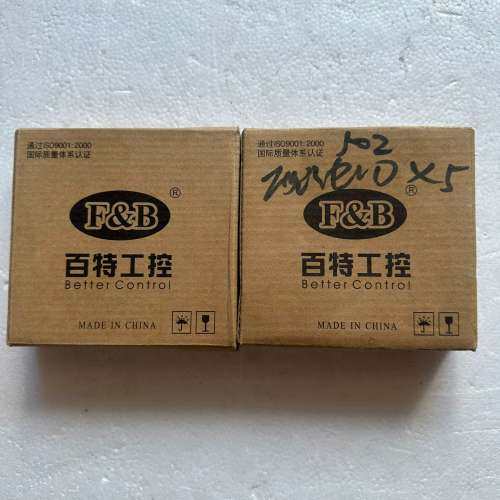 通过ISO9001:2000
国际质量体系认证
F&B®
百特工控
Better Control
MADE IN CHINA
通过ISO9001:2000
国际质量体系认证
502
X5
F&B®
百特工控
Better Control
MADE IN CHINA